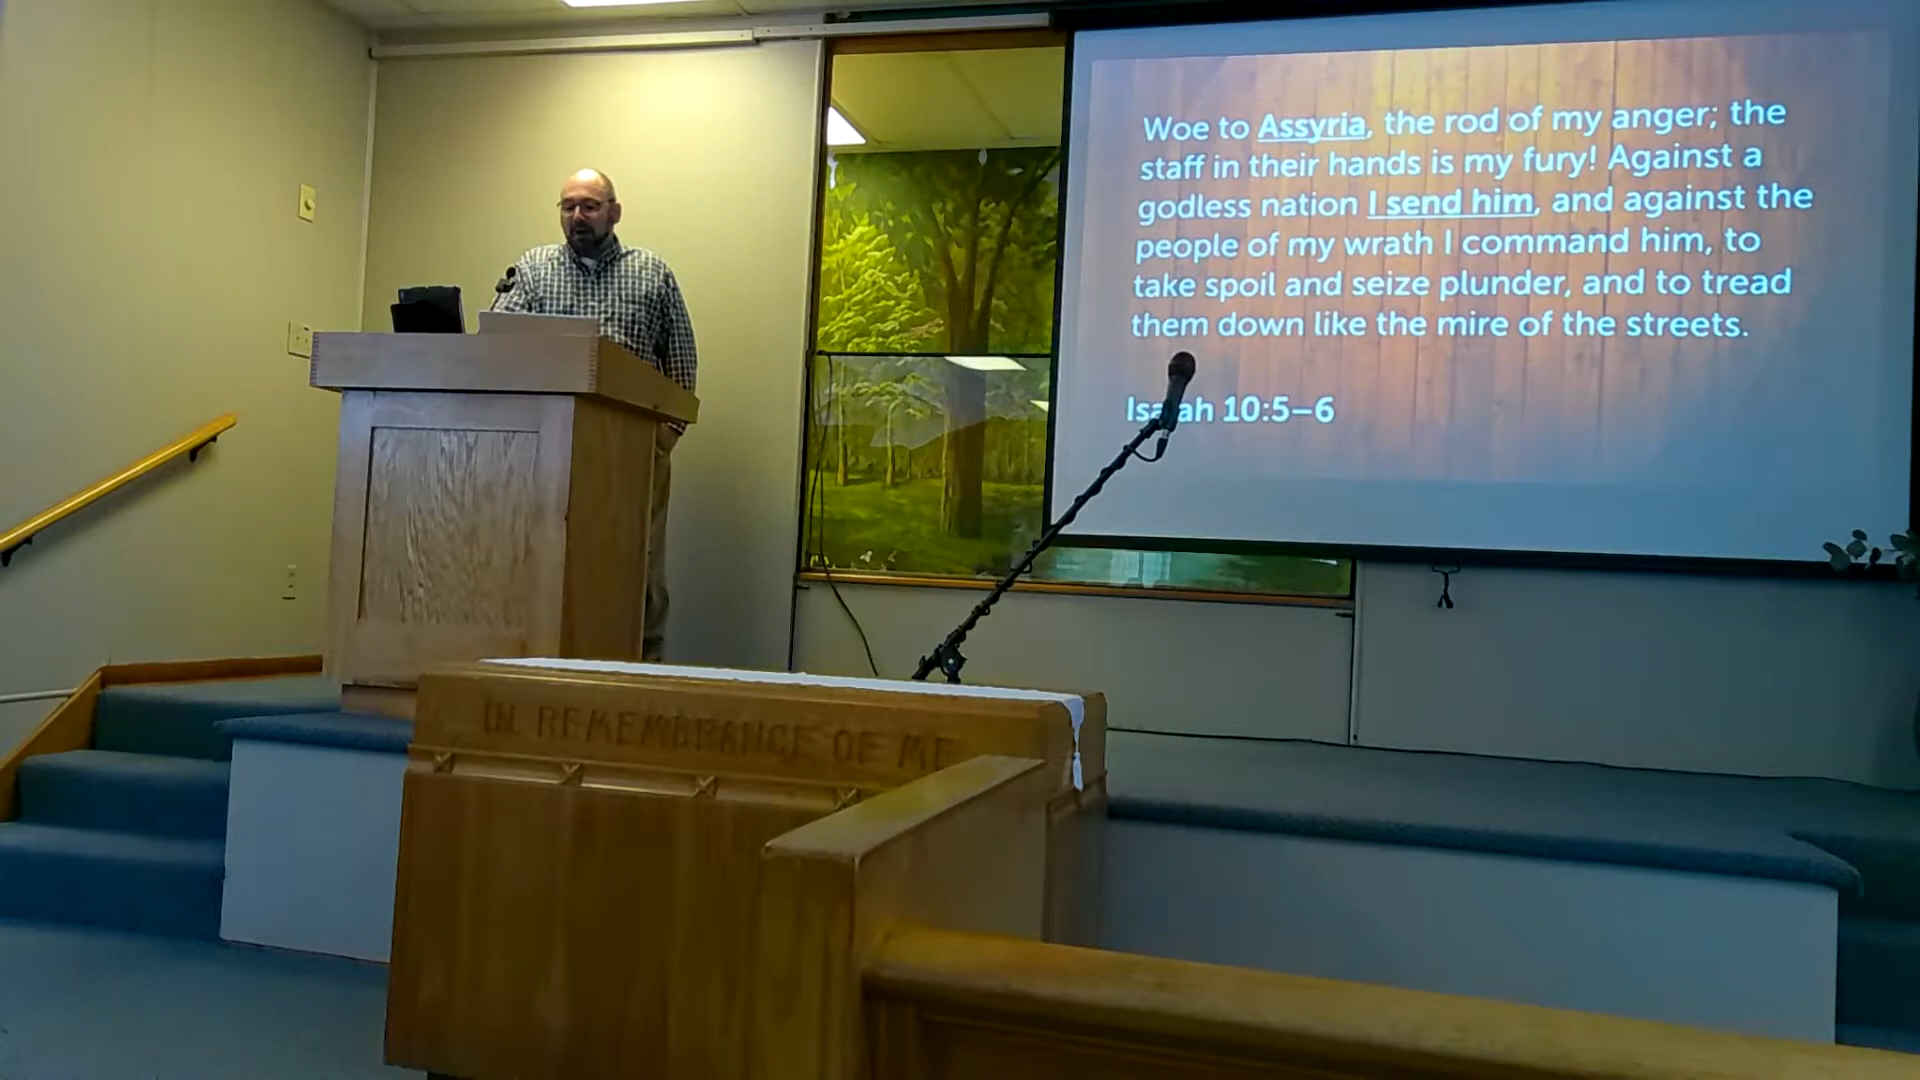 Woe to Assyria, the rod of my anger; the
staff in their hands is my fury! Against a
godless nation I send him, and against the
people of my wrath I command him, to
take spoil and seize plunder, and to tread
them down like the mire of the streets.
Isaiah 10:5–6
IN REMEMBRANCE OF ME